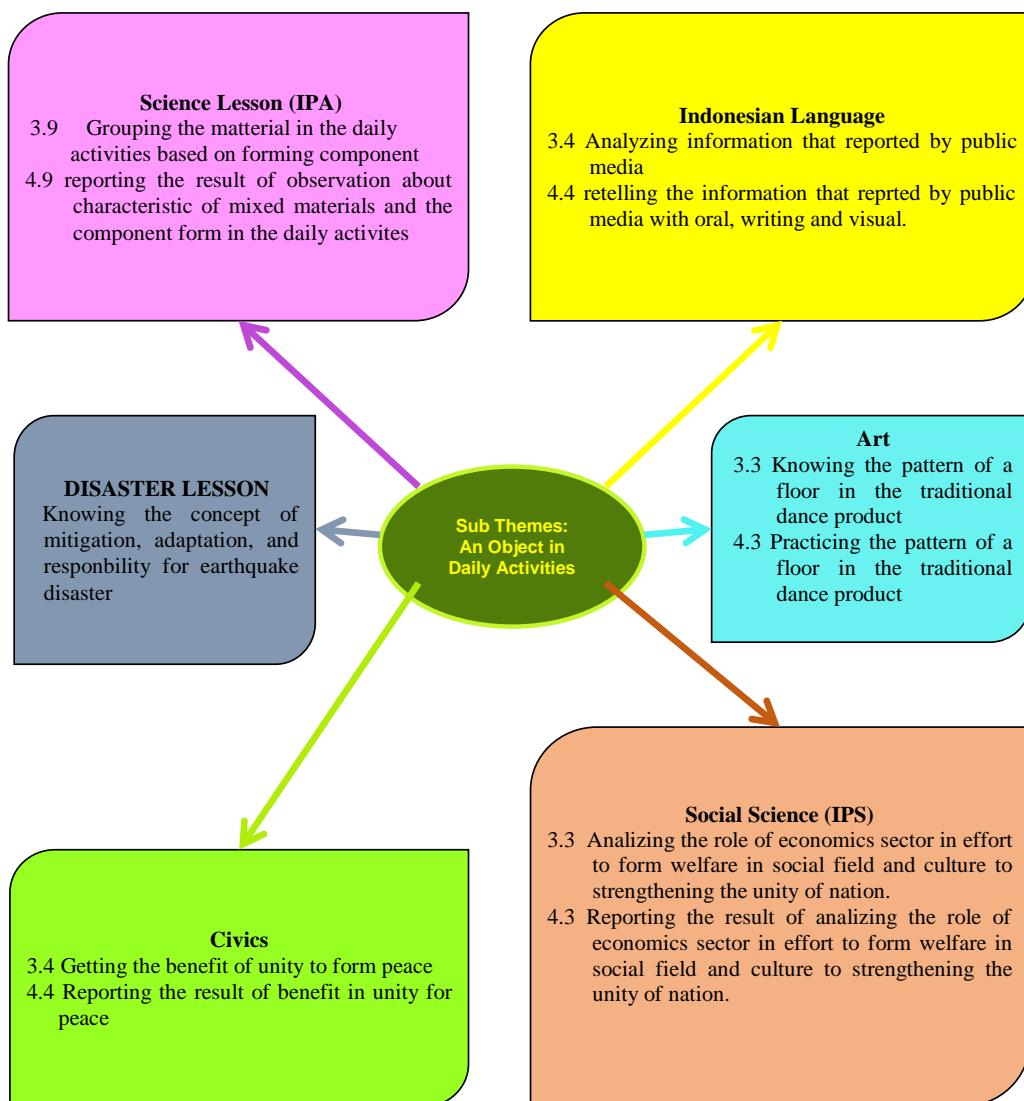 Science Lesson (IPA)
3.9 Grouping the matterial in the daily
activities based on forming component
4.9 reporting the result of observation about
characteristic of mixed materials and the
component form in the daily activites
Indonesian Language
3.4 Analyzing information that reported by public
media
4.4 retelling the information that reprted by public
media with oral, writing and visual.
DISASTER LESSON
Knowing the concept of
mitigation, adaptation, and
responbility for earthquake
disaster
Sub Themes:
An Object in
Daily Activities
Art
3.3 Knowing the pattern of a
floor in the traditional
dance product
4.3 Practicing the pattern of a
floor in the traditional
dance product
Civics
3.4 Getting the benefit of unity to form peace
4.4 Reporting the result of benefit in unity for
peace
Social Science (IPS)
3.3 Analizing the role of economics sector in effort
to form welfare in social field and culture to
strengthening the unity of nation.
4.3 Reporting the result of analizing the role of
economics sector in effort to form welfare in
social field and culture to strengthening the
unity of nation.